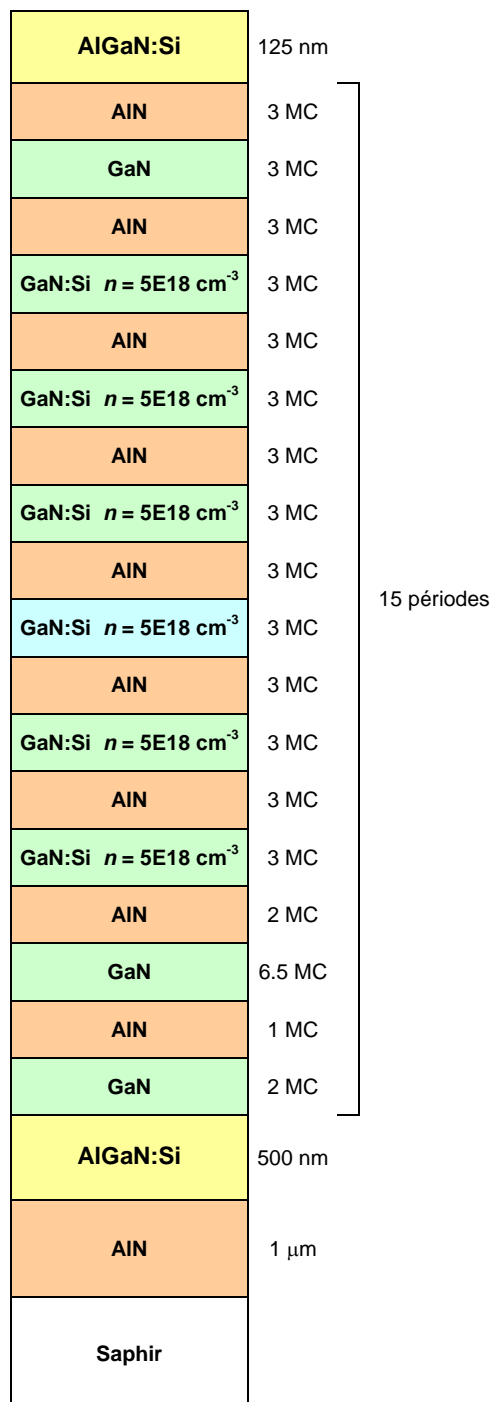 AlGaN:Si 125 nm
AlN 3 MC
GaN 3 MC
AlN 3 MC
GaN:Si n = 5E18 cm-3 3 MC
AlN 3 MC
GaN:Si n = 5E18 cm-3 3 MC
AlN 3 MC
GaN:Si n = 5E18 cm-3 3 MC
AlN 3 MC
15 périodes
GaN:Si n = 5E18 cm-3 3 MC
AlN 3 MC
GaN:Si n = 5E18 cm-3 3 MC
AlN 3 MC
GaN:Si n = 5E18 cm-3 3 MC
AlN 2 MC
GaN 6.5 MC
AlN 1 MC
GaN 2 MC
AlGaN:Si 500 nm
AlN 1 μm
Saphir